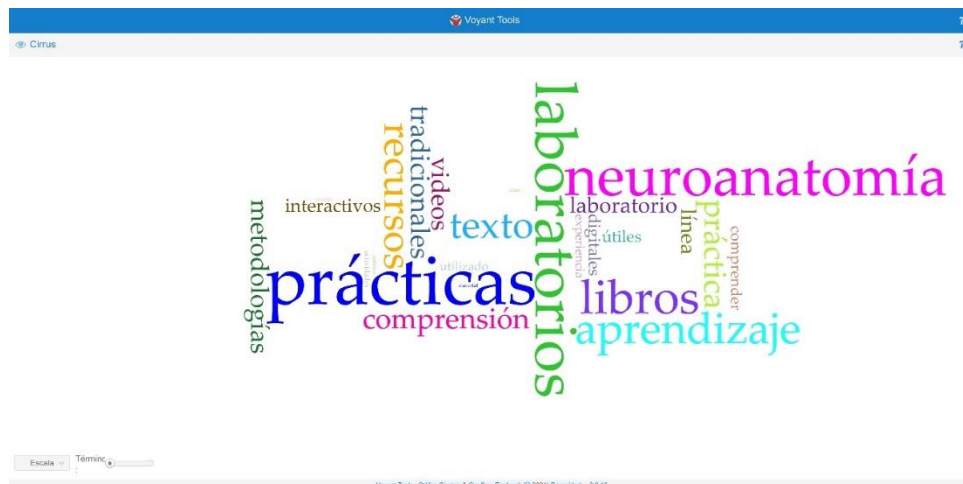 Voyant Tools
?
Cirrus
?
laboratorios
neuroanatomía
prácticas
tradicionales
recursos
videos
interactivos
metodologías
texto
laboratorio
digitales
experiencia
útiles
línea
práctica
comprender
utilizado
libros
comprensión
aprendizaje
Escala
Término
: